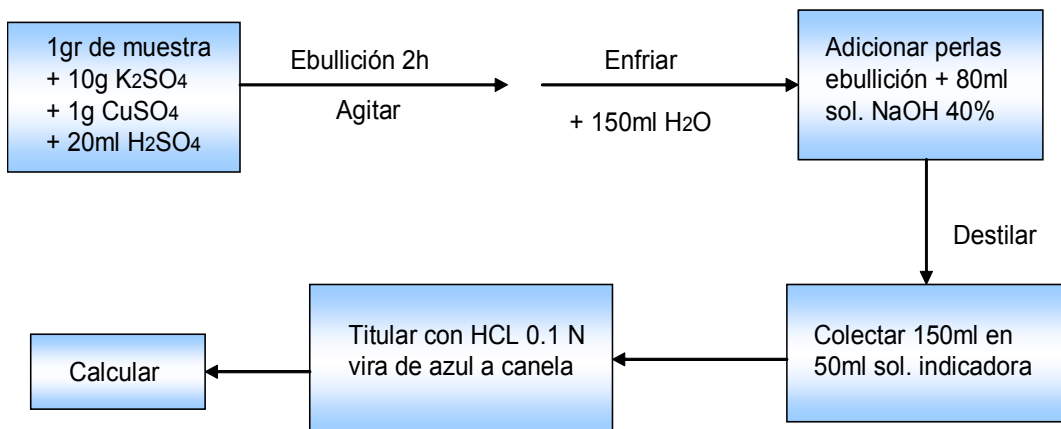 1gr de muestra
+ 10g K2SO4
+ 1g CuSO4
+ 20ml H2SO4
Ebullición 2h
Agitar
Enfriar
+ 150ml H2O
Adicionar perlas
ebullición + 80ml
sol. NaOH 40%
Destilar
Colectar 150ml en
50ml sol. indicadora
Titular con HCL 0.1 N
vira de azul a canela
Calcular